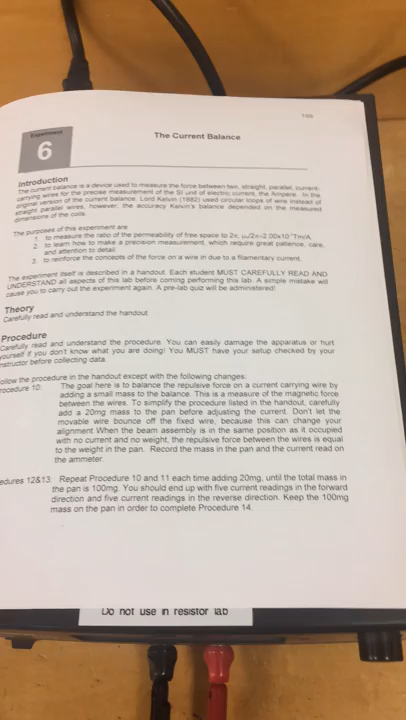 169
Experiment
6
The Current Balance
Introduction
The current balance is a device used to measure the force between two, straight, parallel, current-
carrying wires for the precise measurement of the SI unit of electric current, the Ampere. In the
original version of the current balance, Lord Kelvin (1882) used circular loops of wire instead of
straight parallel wires, however, the accuracy Kelvin's balance depended on the measured
dimensions of the coils.
The purposes of this experiment are
1. to measure the ratio of the permeability of free space to 2π, μ₀/2π=2.00x10⁻⁷Tm/A,
2. to learn how to make a precision measurement, which require great patience, care,
and attention to detail
3. to reinforce the concepts of the force on a wire in due to a filamentary current.
The experiment itself is described in a handout. Each student MUST CAREFULLY READ AND
UNDERSTAND all aspects of this lab before coming performing this lab. A simple mistake will
cause you to carry out the experiment again. A pre-lab quiz will be administered!
Theory
Carefully read and understand the handout
Procedure
Carefully read and understand the procedure. You can easily damage the apparatus or hurt
yourself if you don't know what you are doing! You MUST have your setup checked by your
nstructor before collecting data.
ollow the procedure in the handout except with the following changes:
rocedure 10: The goal here is to balance the repulsive force on a current carrying wire by
adding a small mass to the balance. This is a measure of the magnetic force
between the wires. To simplify the procedure listed in the handout, carefully
add a 20mg mass to the pan before adjusting the current. Don't let the
movable wire bounce off the fixed wire, because this can change your
alignment When the beam assembly is in the same position as it occupied
with no current and no weight, the repulsive force between the wires is equal
to the weight in the pan. Record the mass in the pan and the current read on
the ammeter.
edures 12&13: Repeat Procedure 10 and 11 each time adding 20mg, until the total mass in
the pan is 100mg. You should end up with five current readings in the forward
direction and five current readings in the reverse direction. Keep the 100mg
mass on the pan in order to complete Procedure 14.
Do not use in resistor lab